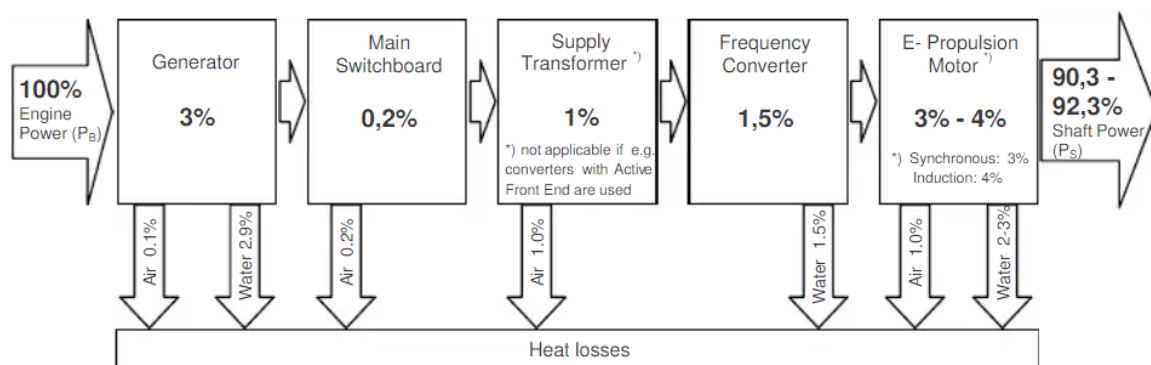 100%
Engine
Power (P_B)
Generator
3%
Main
Switchboard
0,2%
Supply
Transformer *)
1%
*) not applicable if e.g.
converters with Active
Front End are used
Frequency
Converter
1,5%
E- Propulsion
Motor *)
3% - 4%
*) Synchronous: 3%
Induction: 4%
90,3 -
92,3%
Shaft Power
(P_S)
Air 0.1%
Water 2.9%
Air 0.2%
Air 1.0%
Water 1.5%
Air 1.0%
Water 2-3%
Heat losses